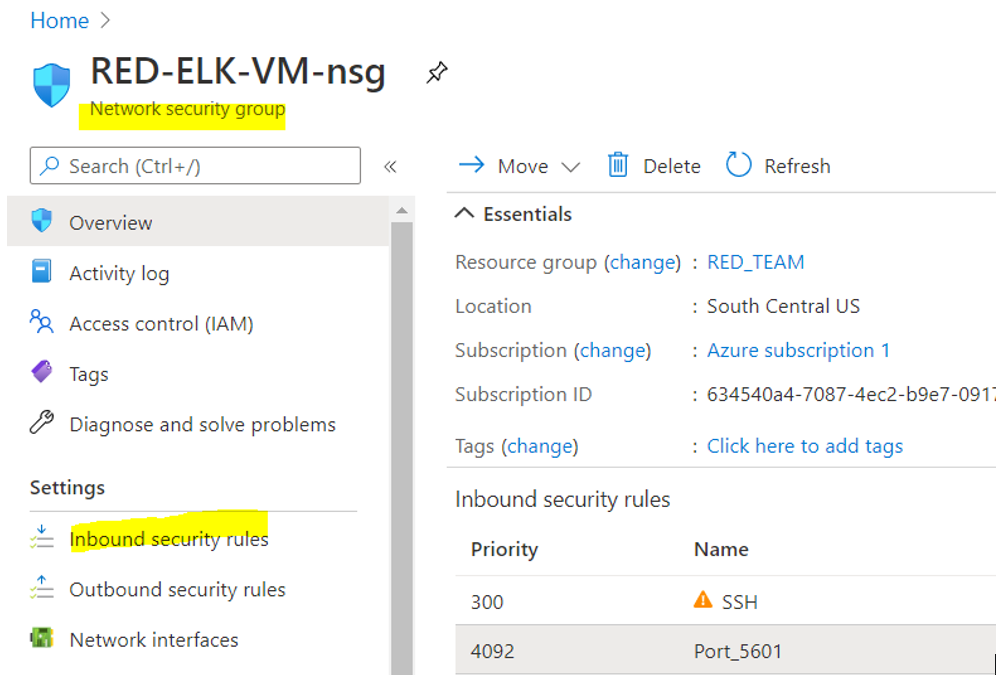 Home
RED-ELK-VM-nsg
Network security group
Search (Ctrl+/)
Overview
Activity log
Access control (IAM)
Tags
Diagnose and solve problems
Settings
Inbound security rules
Outbound security rules
Network interfaces
Move Delete Refresh
Essentials
Resource group (change) : RED_TEAM
Location : South Central US
Subscription (change) : Azure subscription 1
Subscription ID : 634540a4-7087-4ec2-b9e7-0917
Tags (change) : Click here to add tags
Inbound security rules
Priority Name
300 SSH
4092 Port_5601